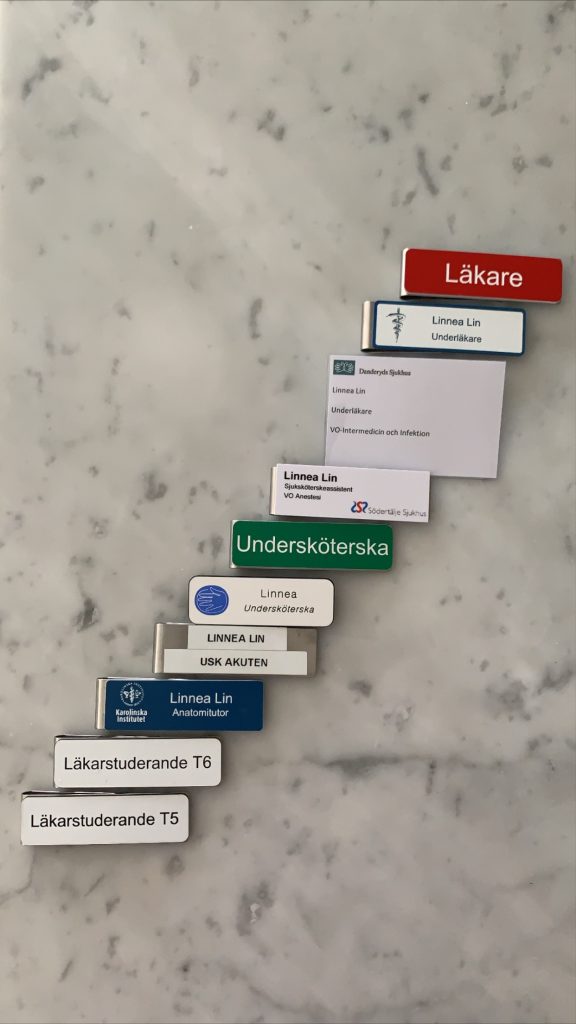 Läkare
Linnea Lin
Underläkare
Danderyds Sjukhus
Linnea Lin
Underläkare
VO-Intermedicin och Infektion
Linnea Lin
Sjuksköterskeassistent
VO Anestesi
Södertälje Sjukhus
Undersköterska
Linnea
Undersköterska
LINNEA LIN
USK AKUTEN
Karolinska
Institutet
Linnea Lin
Anatomitutor
Läkarstuderande T6
Läkarstuderande T5